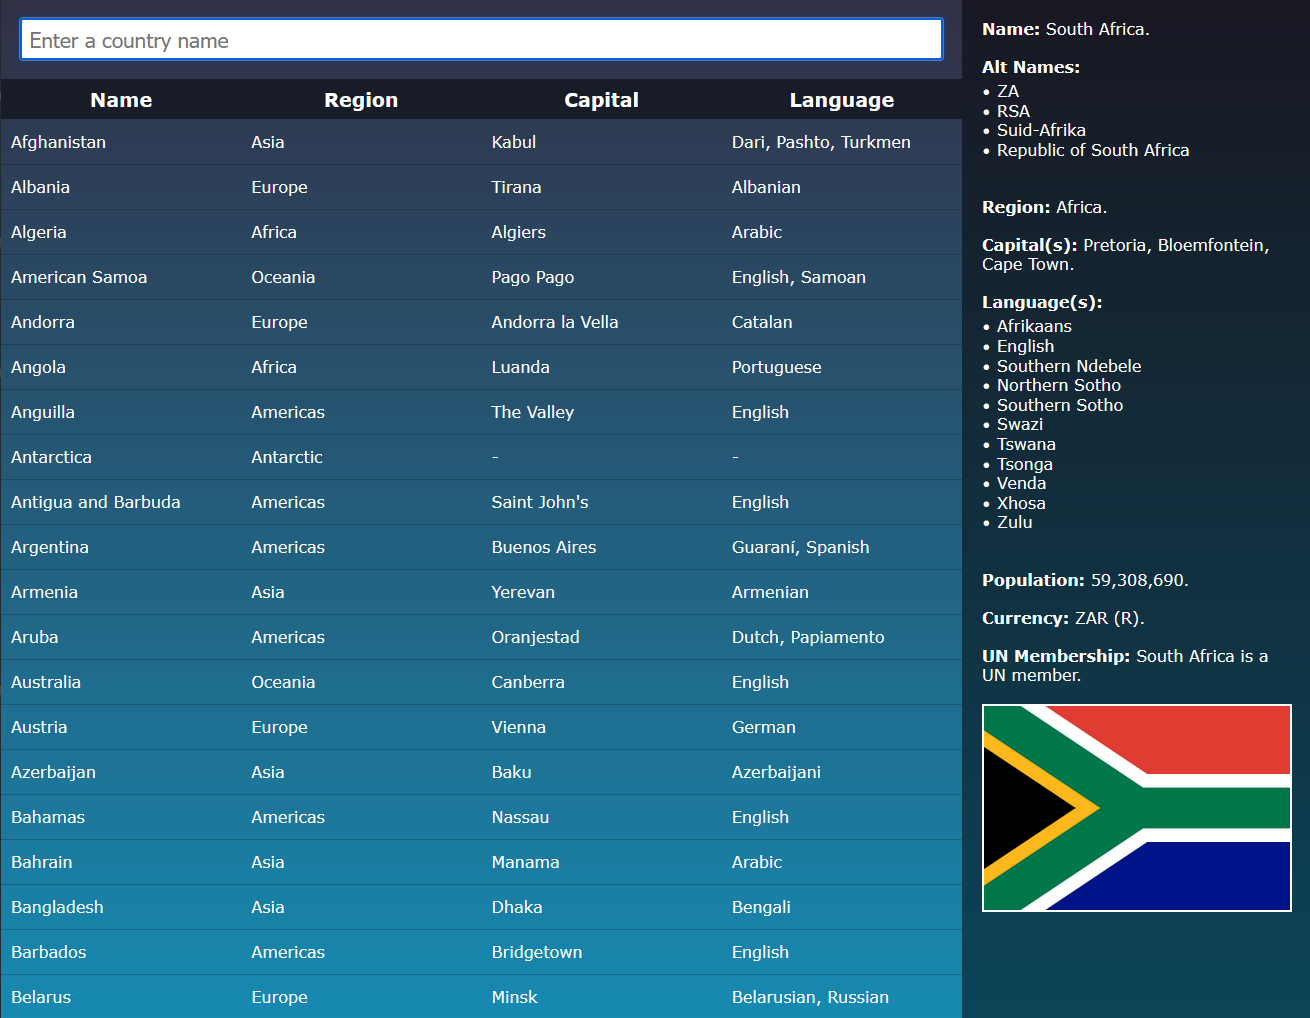 Enter a country name
Name Region Capital Language
Afghanistan Asia Kabul Dari, Pashto, Turkmen
Albania Europe Tirana Albanian
Algeria Africa Algiers Arabic
American Samoa Oceania Pago Pago English, Samoan
Andorra Europe Andorra la Vella Catalan
Angola Africa Luanda Portuguese
Anguilla Americas The Valley English
Antarctica Antarctic - -
Antigua and Barbuda Americas Saint John's English
Argentina Americas Buenos Aires Guaraní, Spanish
Armenia Asia Yerevan Armenian
Aruba Americas Oranjestad Dutch, Papiamento
Australia Oceania Canberra English
Austria Europe Vienna German
Azerbaijan Asia Baku Azerbaijani
Bahamas Americas Nassau English
Bahrain Asia Manama Arabic
Bangladesh Asia Dhaka Bengali
Barbados Americas Bridgetown English
Belarus Europe Minsk Belarusian, Russian
Name: South Africa.
Alt Names:
• ZA
• RSA
• Suid-Afrika
• Republic of South Africa
Region: Africa.
Capital(s): Pretoria, Bloemfontein,
Cape Town.
Language(s):
• Afrikaans
• English
• Southern Ndebele
• Northern Sotho
• Southern Sotho
• Swazi
• Tswana
• Tsonga
• Venda
• Xhosa
• Zulu
Population: 59,308,690.
Currency: ZAR (R).
UN Membership: South Africa is a
UN member.